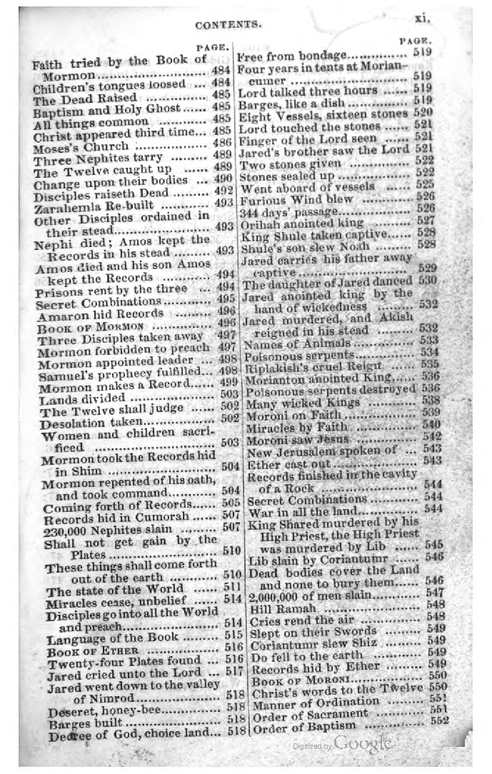 CONTENTS.
xi.
PAGE.
Faith tried by the Book of
Mormon........................ 484
Children's tongues loosed ... 484
The Dead Raised ............ 485
Baptism and Holy Ghost...... 485
All things common ......... 485
Christ appeared third time... 485
Moses's Church ............ 486
Three Nephites tarry ......... 489
The Twelve caught up ...... 489
Change upon their bodies ... 490
Disciples raiseth Dead ......... 492
Zarahemla Re-built ............ 493
Other Disciples ordained in
their stead..................... 493
Nephi died; Amos kept the
Records in his stead ......... 493
Amos died and his son Amos
kept the Records ............ 494
Prisons rent by the three ... 494
Secret Combinations............ 495
Amaron hid Records ......... 496
BOOK OF MORMON ............ 496
Three Disciples taken away 497
Mormon forbidden to preach 497
Mormon appointed leader ... 498
Samuel's prophecy fulfilled... 498
Mormon makes a Record...... 499
Lands divided .................. 503
The Twelve shall judge ...... 502
Desolation taken............... 502
Women and children sacri-
ficed ........................... 503
Mormon took the Records hid
in Shim ........................ 504
Mormon repented of his oath,
and took command............ 504
Coming forth of Records...... 505
Records hid in Cumorah ...... 507
230,000 Nephites slain ......... 507
Shall not get gain by the
Plates ........................... 510
These things shall come forth
out of the earth ............... 510
The state of the World ...... 511
Miracles cease, unbelief ...... 514
Disciples go into all the World
and preach..................... 514
Language of the Book ......... 515
BOOK OF ETHER ............... 516
Twenty-four Plates found ... 516
Jared cried unto the Lord ... 517
Jared went down to the valley
of Nimrod..................... 518
Deseret, honey-bee............ 518
Barges built ..................... 518
Decree of God, choice land... 518
PAGE.
Free from bondage............... 519
Four years in tents at Morian-
cumer ........................... 519
Lord talked three hours ...... 519
Barges, like a dish............... 519
Eight Vessels, sixteen stones 520
Lord touched the stones ...... 521
Finger of the Lord seen ...... 521
Jared's brother saw the Lord 521
Two stones given ............ 522
Stones sealed up ............... 522
Went aboard of vessels ...... 525
Furious Wind blew ............ 526
344 days' passage............... 526
Orihah anointed king ......... 527
King Shule taken captive...... 528
Shule's son slew Noah ......... 528
Jared carries his father away
captive........................... 529
The daughter of Jared danced 530
Jared anointed king by the
hand of wickedness ......... 532
Jared murdered, and Akish
reigned in his stead ......... 532
Names of Animals ............ 533
Poisonous serpents............ 534
Riplakish's cruel Reign ...... 535
Morianton anointed King...... 536
Poisonous serpents destroyed 536
Many wicked Kings ............ 538
Moroni on Faith ............... 539
Miracles by Faith ............ 540
Moroni saw Jesus ............ 542
New Jerusalem spoken of ... 543
Ether cast out .................. 543
Records finished in the cavity
of a Rock ..................... 544
Secret Combinations ......... 544
War in all the land............ 544
King Shared murdered by his
High Priest, the High Priest
was murdered by Lib ...... 545
Lib slain by Coriantumr ...... 546
Dead bodies cover the Land
and none to bury them...... 546
2,000,000 of men slain......... 547
Hill Ramah ..................... 548
Cries rend the air ............ 548
Slept on their Swords ......... 549
Coriantumr slew Shiz ......... 549
Do fell to the earth ............ 549
Records hid by Ether ......... 549
BOOK OF MORONI............... 550
Christ's words to the Twelve 550
Manner of Ordination ......... 551
Order of Sacrament ............ 551
Order of Baptism ............... 552
Digitized by Google